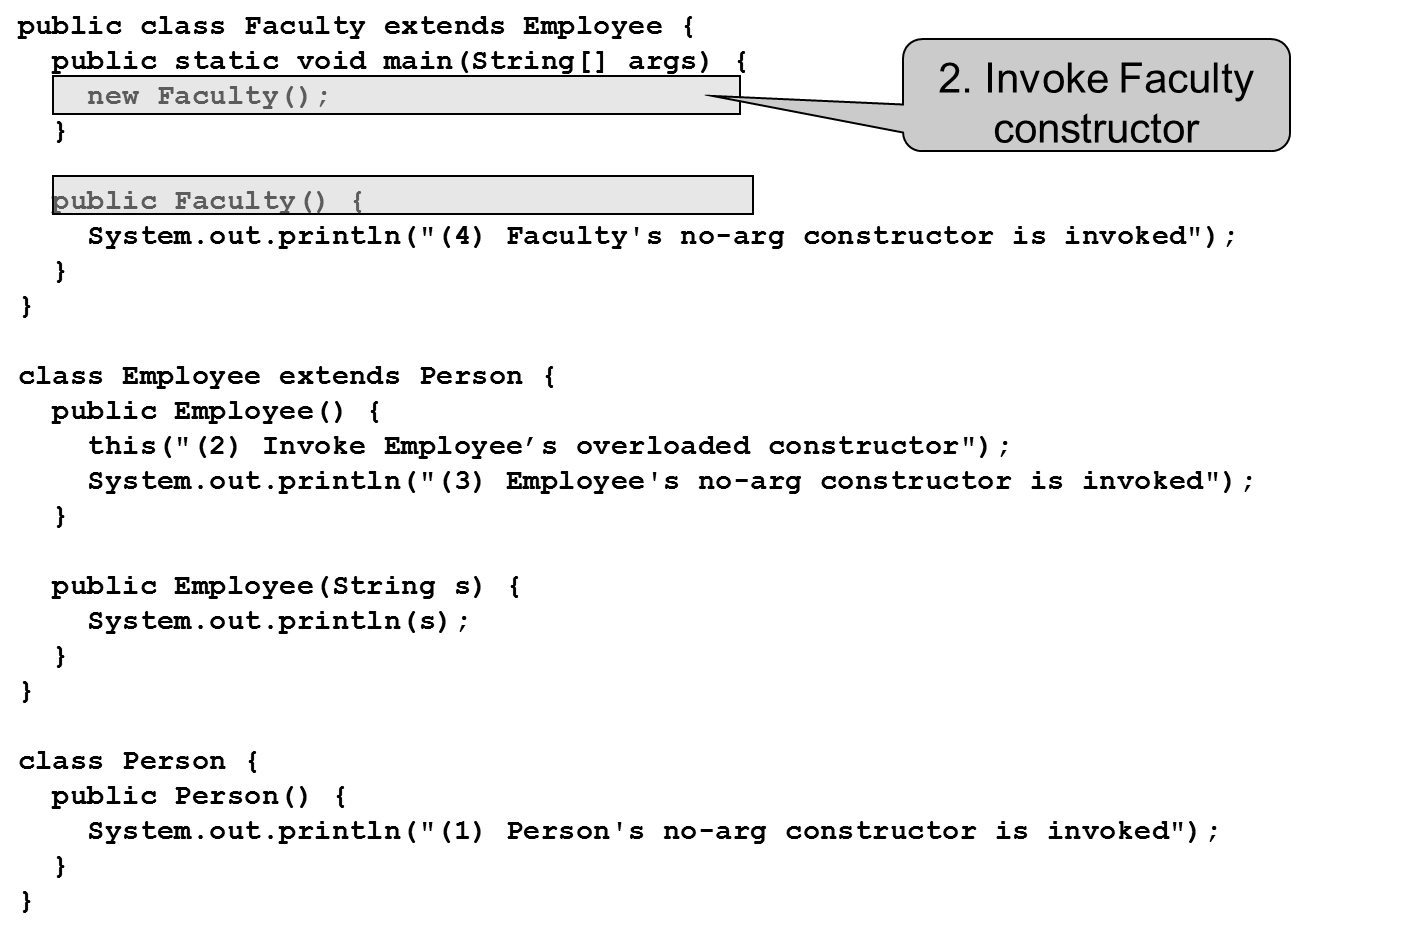 public class Faculty extends Employee {
  public static void main(String[] args) {
    new Faculty();
  }
2. Invoke Faculty
constructor
  public Faculty() {
    System.out.println("(4) Faculty's no-arg constructor is invoked");
  }
}
class Employee extends Person {
  public Employee() {
    this("(2) Invoke Employee’s overloaded constructor");
    System.out.println("(3) Employee's no-arg constructor is invoked");
  }
  public Employee(String s) {
    System.out.println(s);
  }
}
class Person {
  public Person() {
    System.out.println("(1) Person's no-arg constructor is invoked");
  }
}